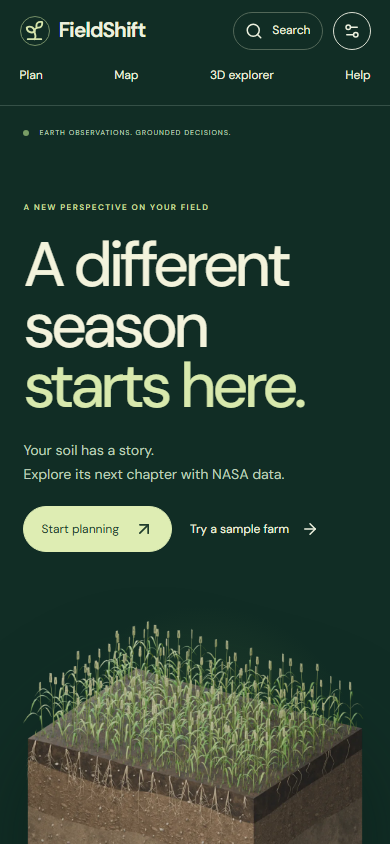 FieldShift
Search
Plan
Map
3D explorer
Help
EARTH OBSERVATIONS. GROUNDED DECISIONS.
A NEW PERSPECTIVE ON YOUR FIELD
A different
season
starts here.
Your soil has a story.
Explore its next chapter with NASA data.
Start planning
Try a sample farm